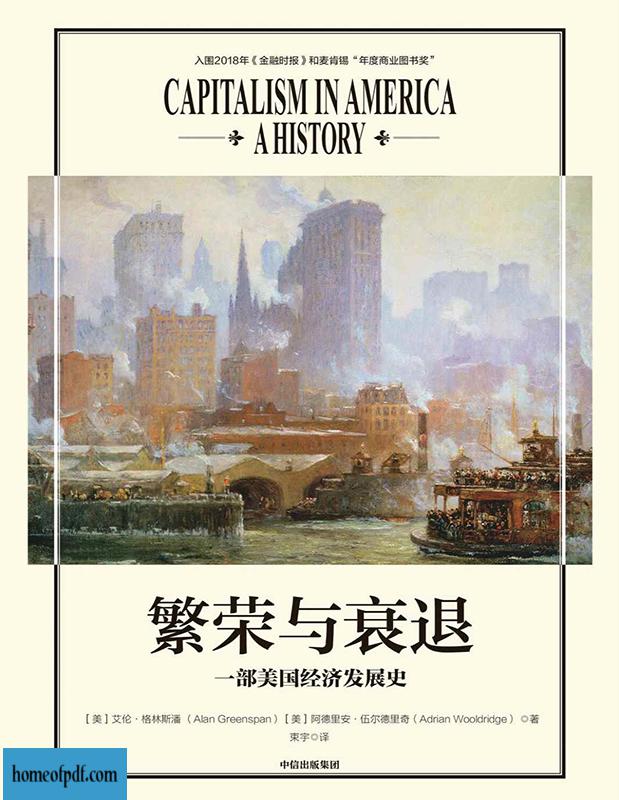 入围2018年《金融时报》和麦肯锡“年度商业图书奖”
CAPITALISM IN AMERICA
A HISTORY
繁荣与衰退
一部美国经济发展史
[美] 艾伦·格林斯潘（Alan Greenspan）[美] 阿德里安·伍尔德里奇（Adrian Wooldridge）◎著
束宇◎译
中信出版集团
homeofpdf.com